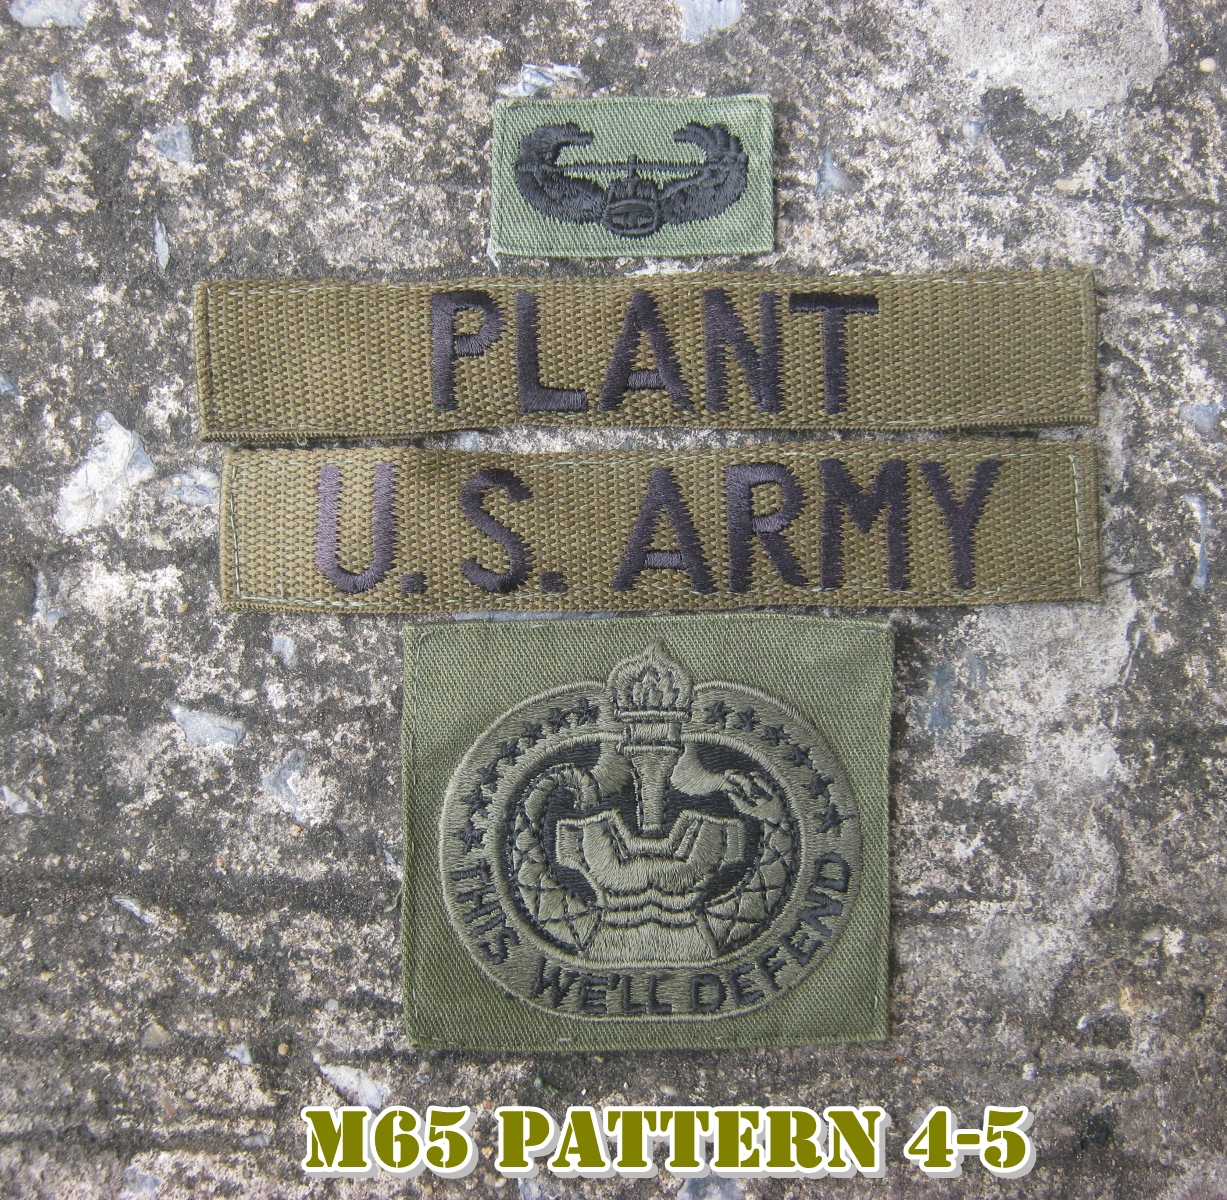 PLANT
U.S. ARMY
THIS WE'LL DEFEND
M65 PATTERN 4-5